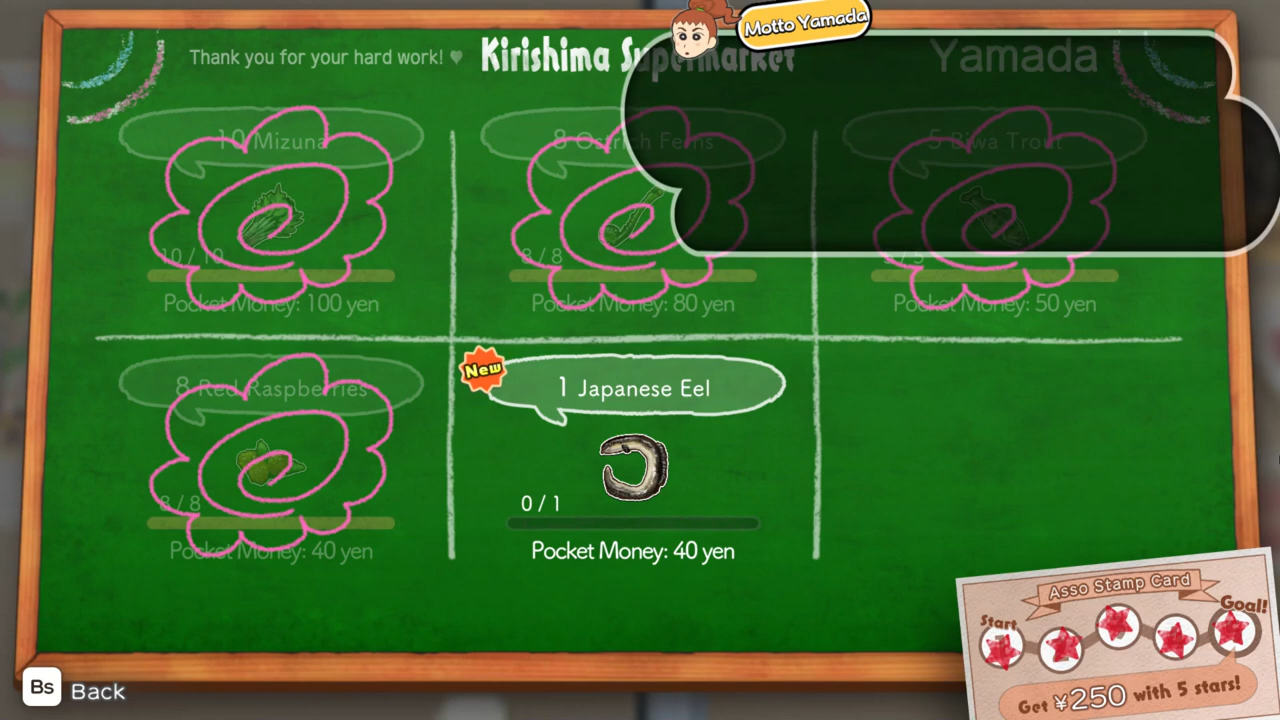 Motto Yamada
Thank you for your hard work! ♥
Kirishima Supermarket
Yamada
10 Mizuna
8 Ostrich Ferns
5 Biwa Trout
10 / 10
8 / 8
5 / 5
Pocket Money: 100 yen
Pocket Money: 80 yen
Pocket Money: 50 yen
8 Red Raspberries
New
1 Japanese Eel
8 / 8
0 / 1
Pocket Money: 40 yen
Pocket Money: 40 yen
Asso Stamp Card
Start
Goal!
Get ¥250 with 5 stars!
Bs Back